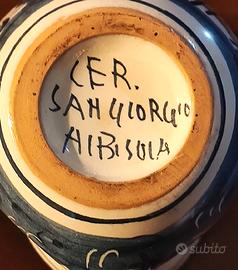 CER.
SAN GIORGIO
ALBISOLA
subito